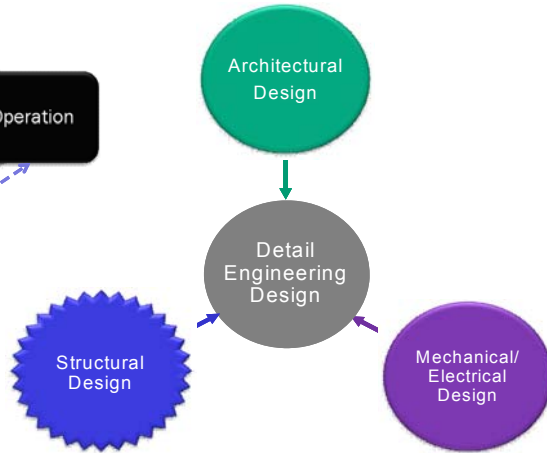 Architectural
Design
Operation
Detail
Engineering
Design
Structural
Design
Mechanical/
Electrical
Design